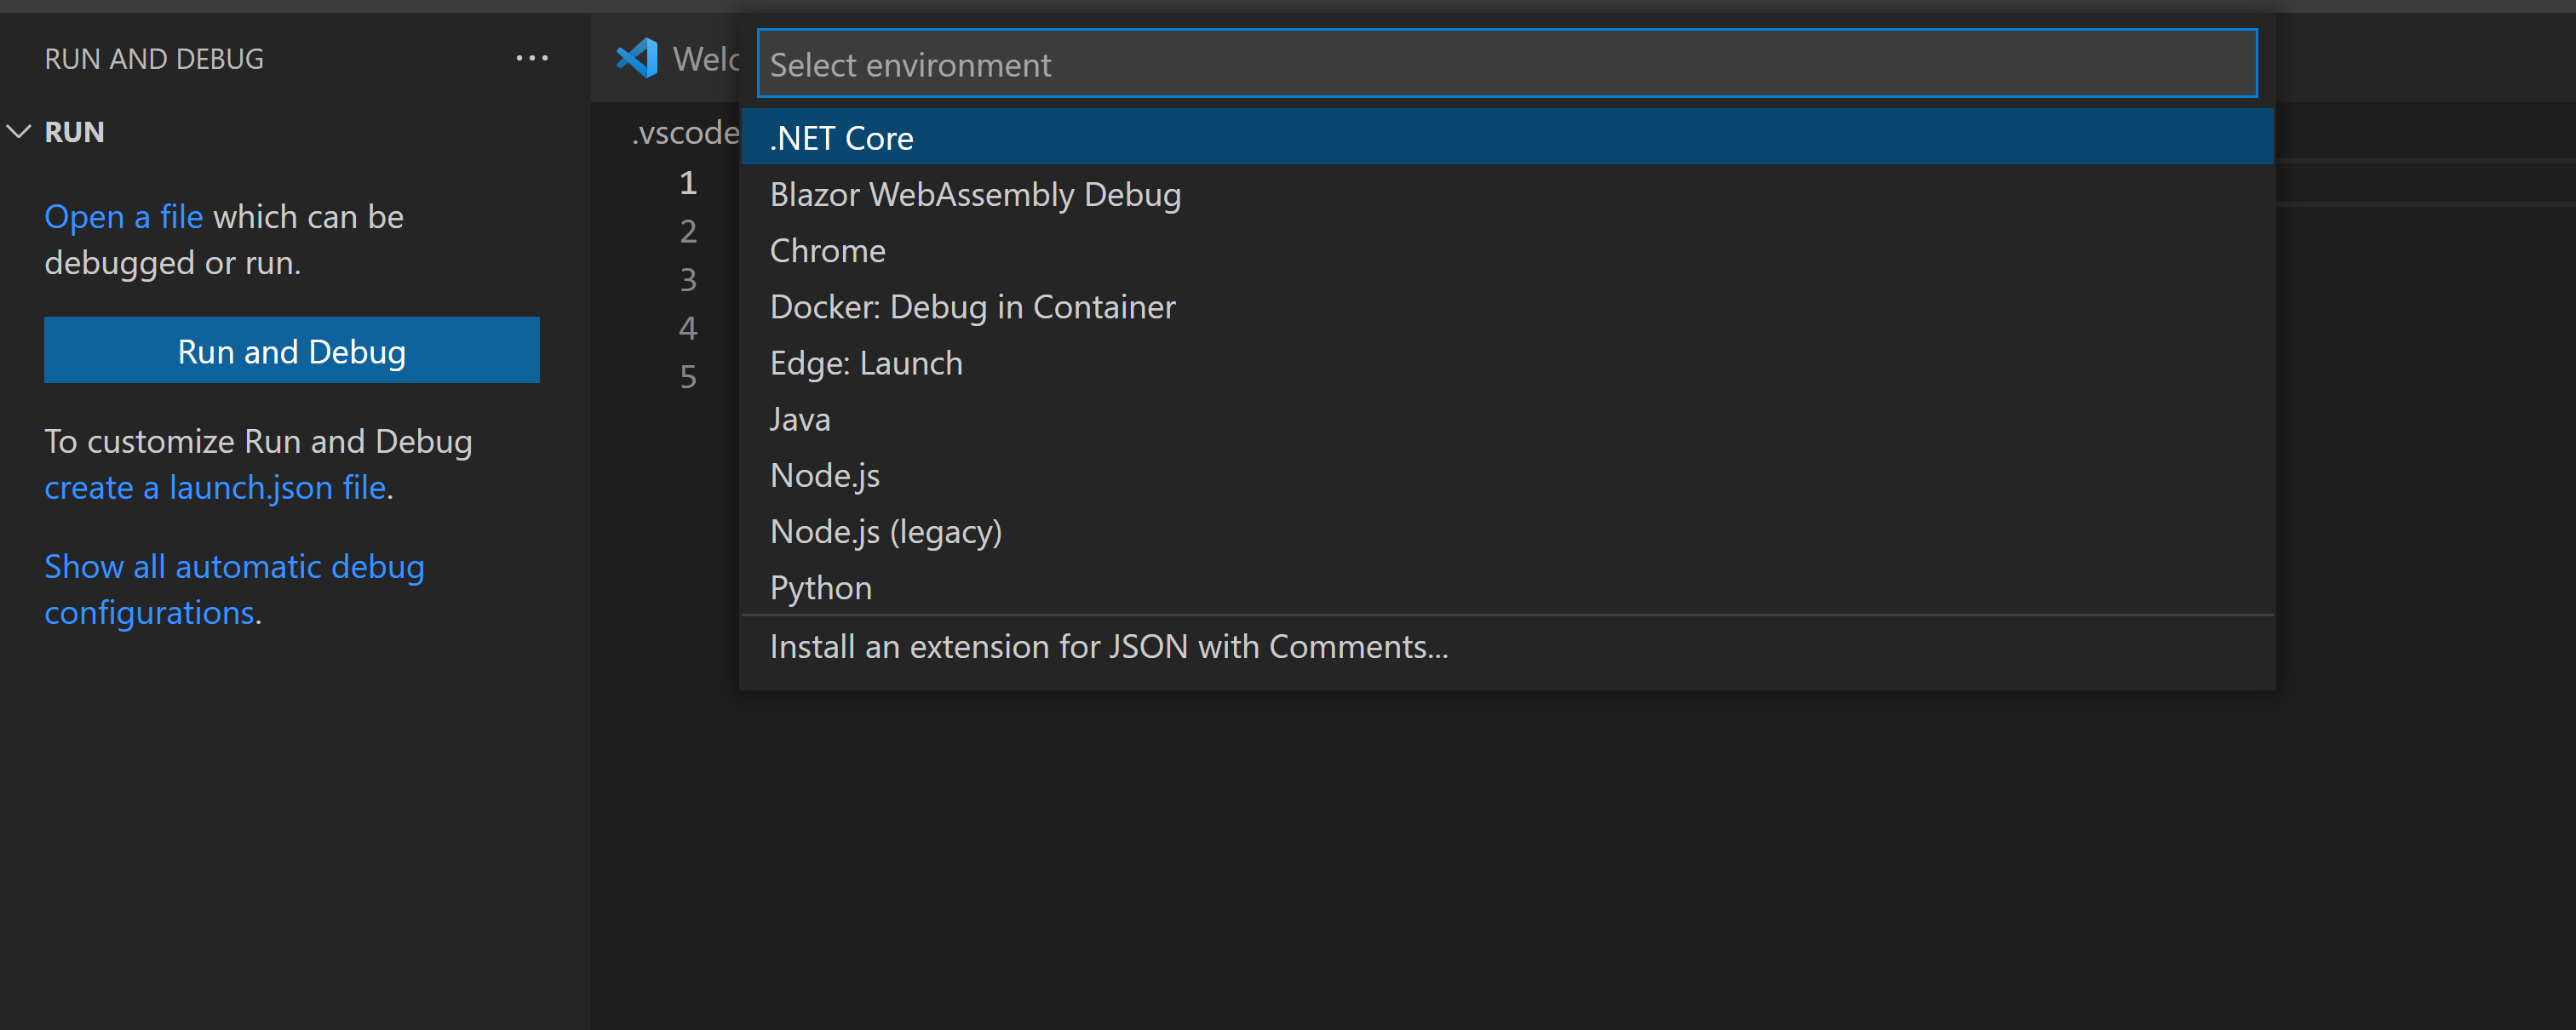 RUN AND DEBUG
RUN
Open a file which can be
debugged or run.
Run and Debug
To customize Run and Debug
create a launch.json file.
Show all automatic debug
configurations.
Welc
.vscode
1
2
3
4
5
Select environment
.NET Core
Blazor WebAssembly Debug
Chrome
Docker: Debug in Container
Edge: Launch
Java
Node.js
Node.js (legacy)
Python
Install an extension for JSON with Comments...